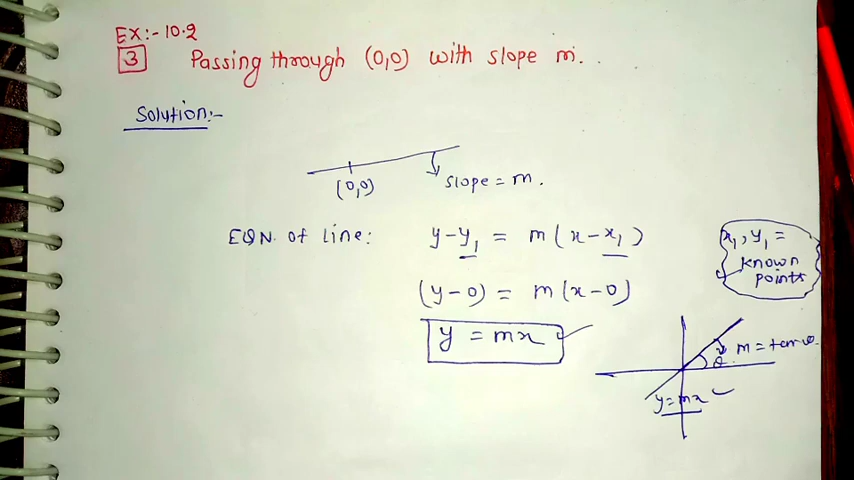 EX:- 10.2
3 Passing through (0,0) with slope m.
Solution:-
(0,0)
slope = m.
EQN. of line: y-y₁ = m(x-x₁)
x₁, y₁ =
known
points
(y-0) = m(x-0)
y = mx
m = tanθ.
θ
y=mx